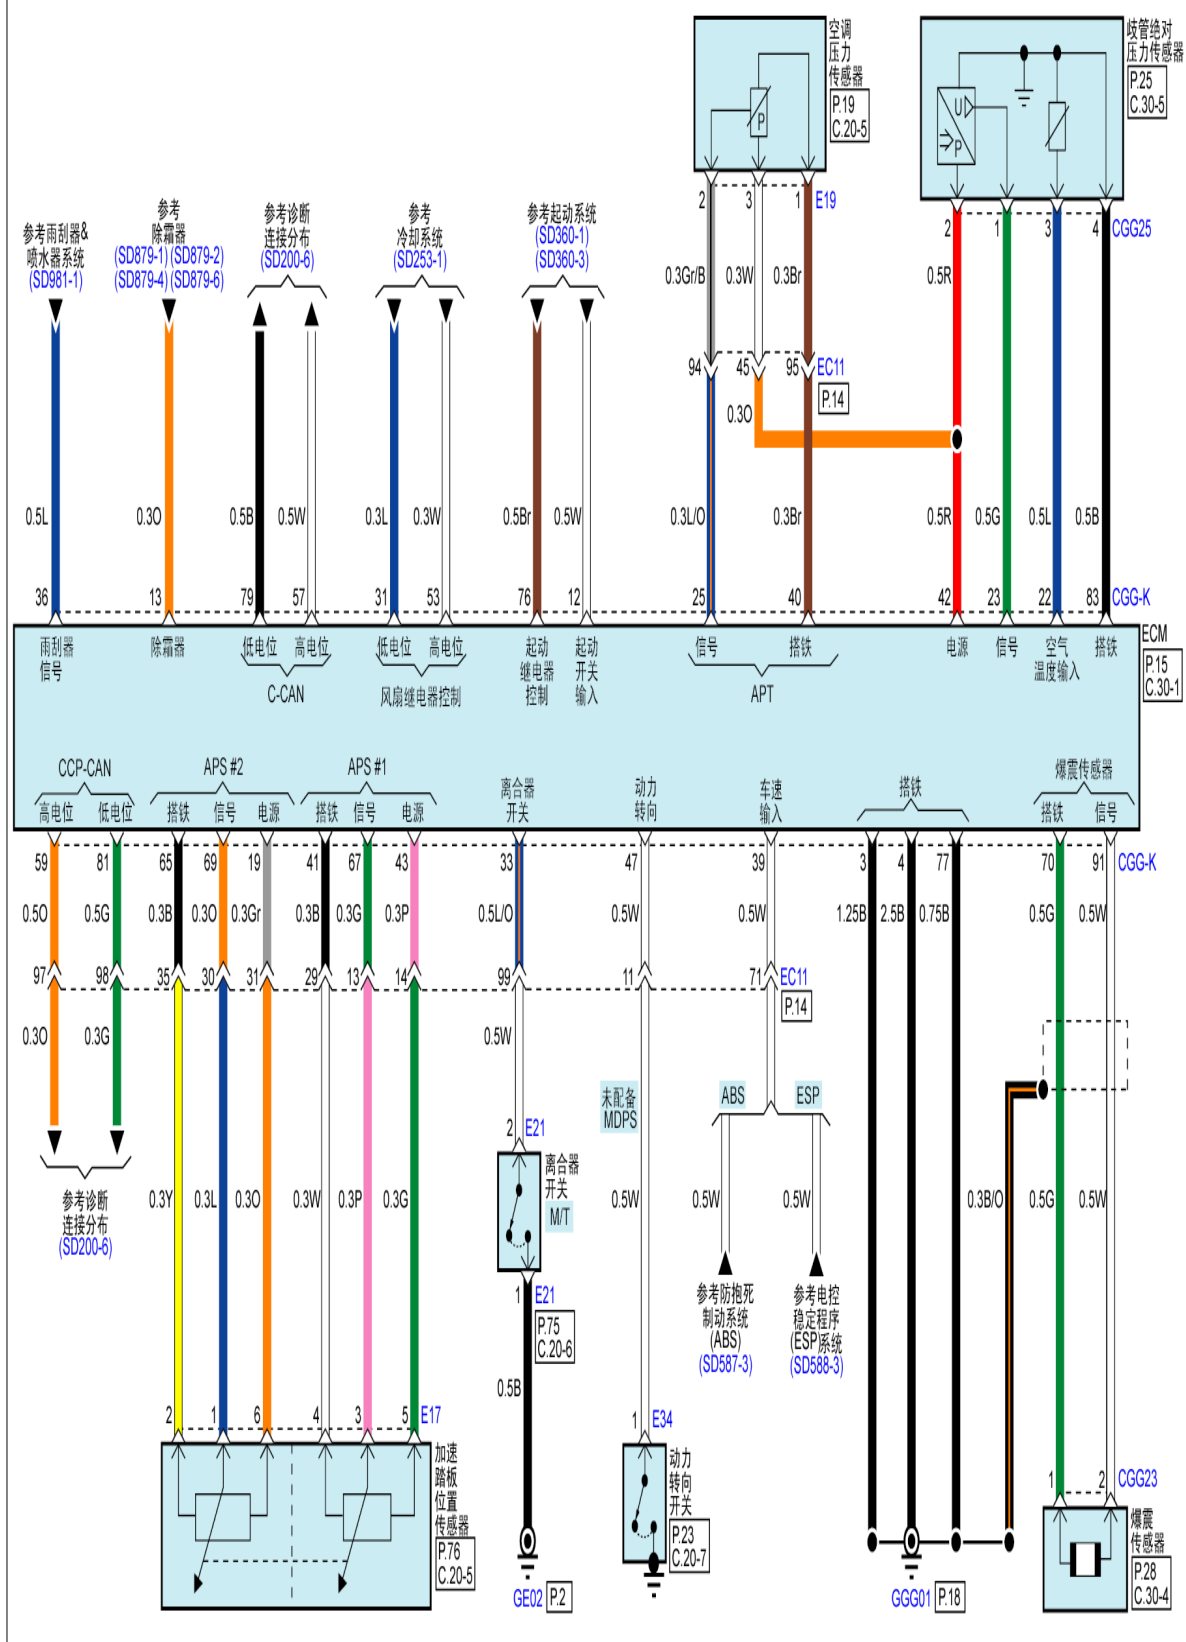 空调
压力
传感器
P.19
C.20-5
歧管绝对
压力传感器
P.25
C.30-5
U
P
P
2 3 1 E19
2 1 3 4 CGG25
参考雨刮器&
喷水器系统
(SD981-1)
参考
除霜器
(SD879-1) (SD879-2)
(SD879-4) (SD879-6)
参考诊断
连接分布
(SD200-6)
参考
冷却系统
(SD253-1)
参考起动系统
(SD360-1)
(SD360-3)
0.3Gr/B 0.3W 0.3Br 0.5R
94 45 95 EC11
P.14
0.3O
0.5L 0.3O 0.5B 0.5W 0.3L 0.3W 0.5Br 0.5W 0.3L/O 0.3Br 0.5R 0.5G 0.5L 0.5B
36 13 79 57 31 53 76 12 25 40 42 23 22 83 CGG-K
ECM
P.15
C.30-1
雨刮器
信号
除霜器
低电位 高电位
C-CAN
低电位 高电位
风扇继电器控制
起动
继电器
控制
起动
开关
输入
信号 搭铁
APT
电源 信号
空气
温度输入
搭铁
CCP-CAN
高电位 低电位
APS #2
搭铁 信号 电源
APS #1
搭铁 信号 电源
离合器
开关
动力
转向
车速
输入
搭铁
爆震传感器
搭铁 信号
59 81 65 69 19 41 67 43 33 47 39 3 4 77 70 91 CGG-K
0.5O 0.5G 0.3B 0.3O 0.3Gr 0.3B 0.3G 0.3P 0.5L/O 0.5W 0.5W 1.25B 2.5B 0.75B 0.5G 0.5W
97 98 35 30 31 29 13 14 99 11 71 EC11
P.14
0.3O 0.3G 0.5W
未配备
MDPS
ABS ESP
2 E21
离合器
开关
M/T
参考诊断
连接分布
(SD200-6)
0.3Y 0.3L 0.3O 0.3W 0.3P 0.3G 0.5W 0.5W 0.5W 0.3B/O 0.5G 0.5W
1 E21
P.75
C.20-6
参考防抱死
制动系统
(ABS)
(SD587-3)
参考电控
稳定程序
(ESP)系统
(SD588-3)
0.5B
2 1 6 4 3 5 E17
1 E34
1 2 CGG23
加速
踏板
位置
传感器
P.76
C.20-5
动力
转向
开关
P.23
C.20-7
爆震
传感器
P.28
C.30-4
GE02 P.2
GGG01 P.18